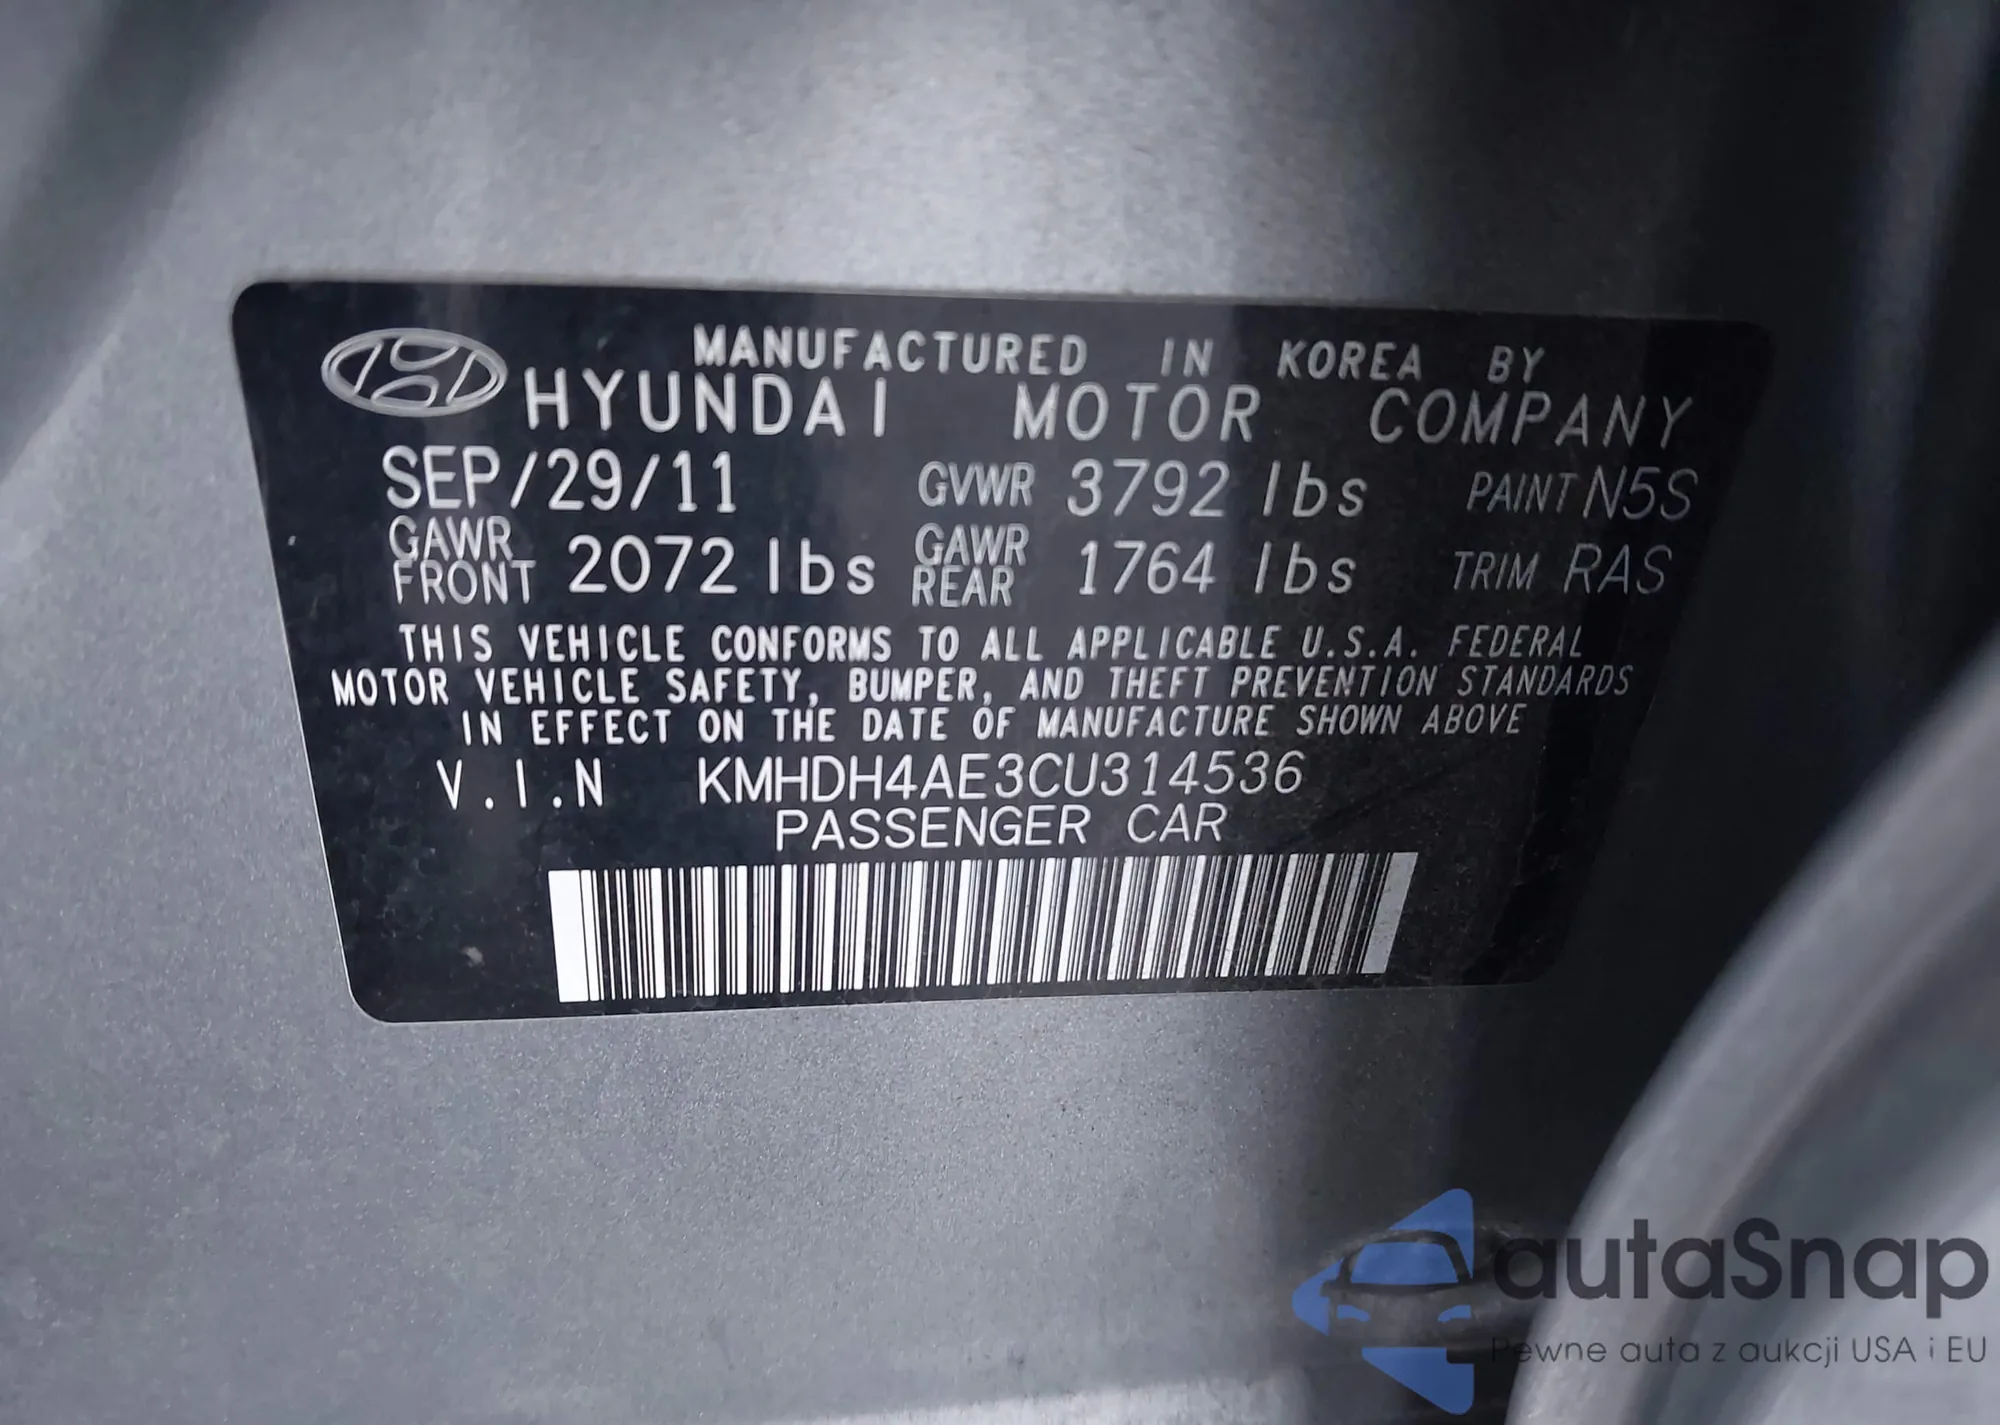 MANUFACTURED IN KOREA BY
HYUNDAI MOTOR COMPANY
SEP/29/11 GVWR 3792 lbs PAINT N5S
GAWR FRONT 2072 lbs GAWR REAR 1764 lbs TRIM RAS
THIS VEHICLE CONFORMS TO ALL APPLICABLE U.S.A. FEDERAL
MOTOR VEHICLE SAFETY, BUMPER, AND THEFT PREVENTION STANDARDS
IN EFFECT ON THE DATE OF MANUFACTURE SHOWN ABOVE
V.I.N KMHDH4AE3CU314536
PASSENGER CAR
autaSnap
Pewne auta z aukcji USA i EU